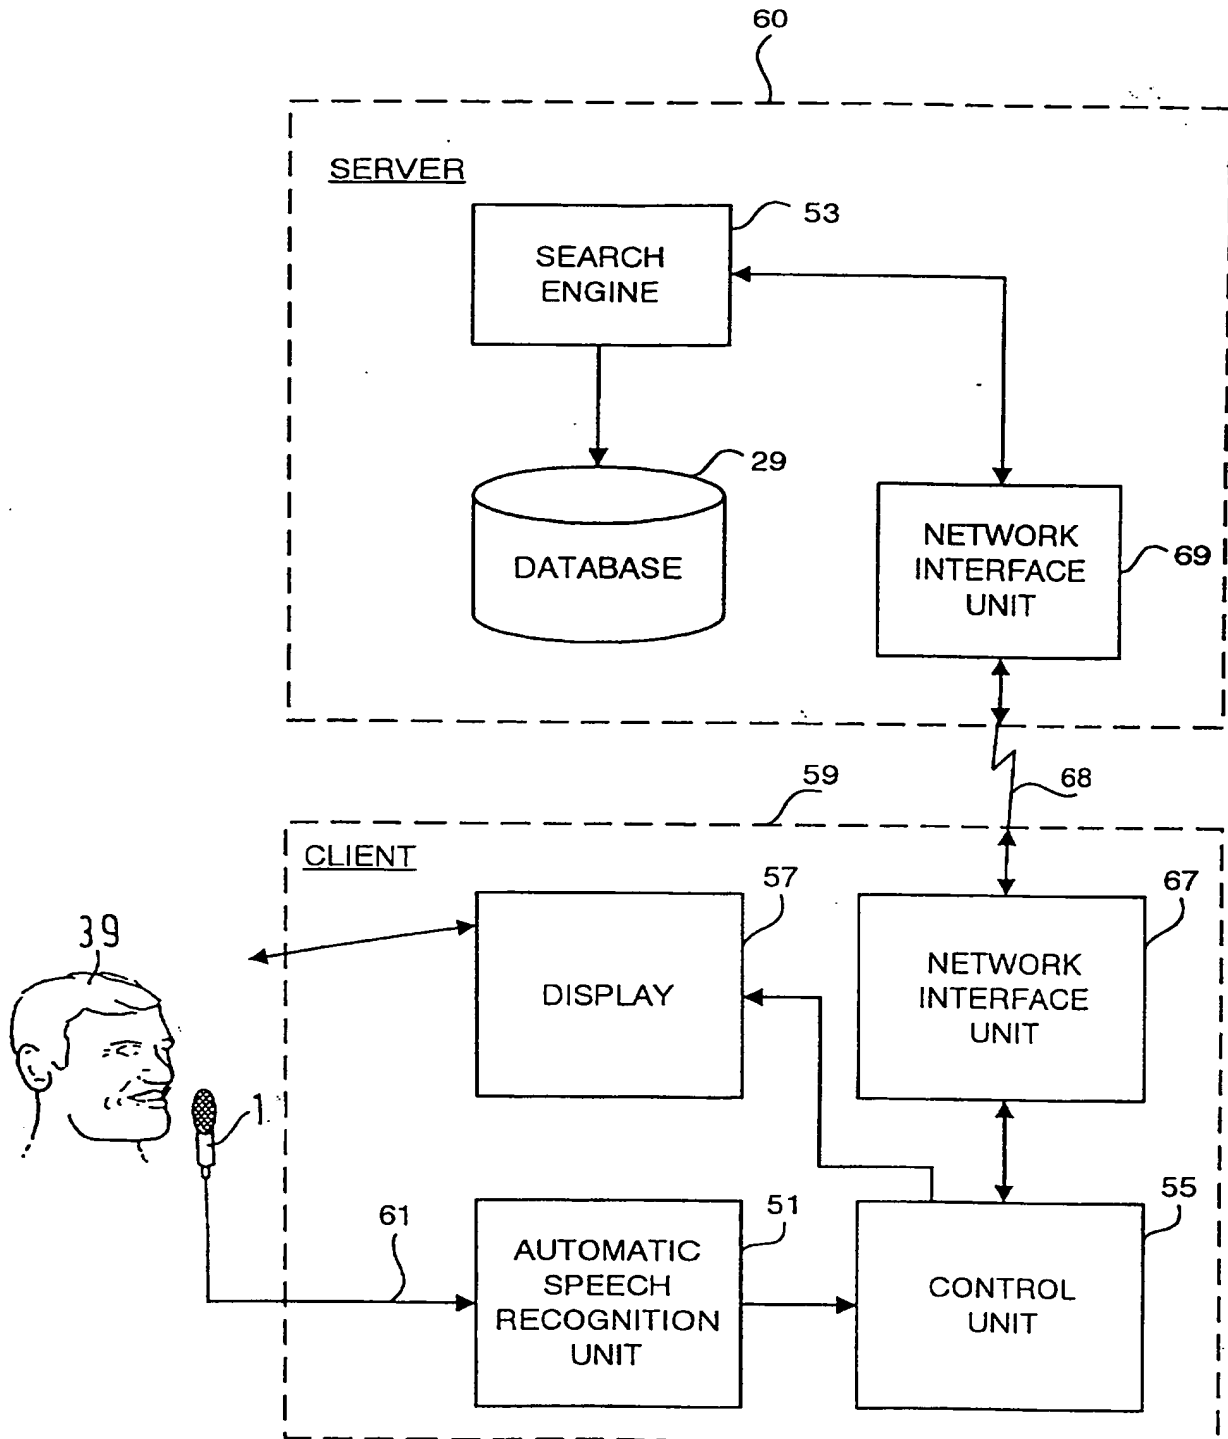 60
SERVER
53
SEARCH
ENGINE
29
DATABASE
NETWORK
INTERFACE
UNIT
69
68
59
CLIENT
57
67
39
DISPLAY
NETWORK
INTERFACE
UNIT
1
61
51
55
AUTOMATIC
SPEECH
RECOGNITION
UNIT
CONTROL
UNIT